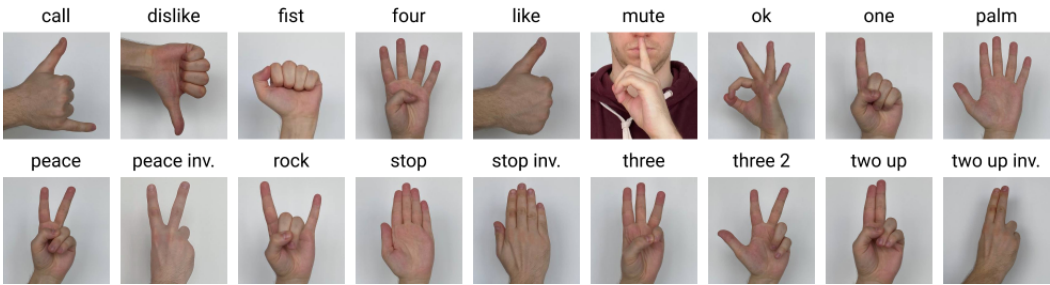 call dislike fist four like mute ok one palm
peace peace inv. rock stop stop inv. three three 2 two up two up inv.